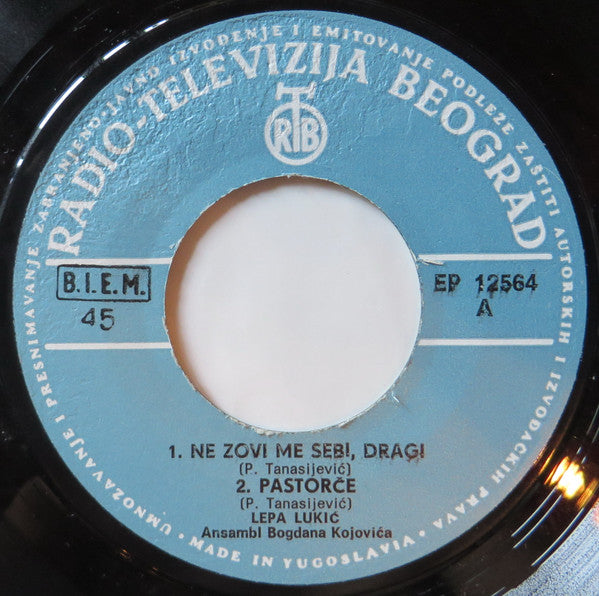 UMNOŽAVANJE I PRESNIMAVANJE ZABRANJENO • JAVNO IZVOĐENJE I EMITOVANJE PODLEŽE ZAŠTITI AUTORSKIH I IZVOĐAČKIH PRAVA
RADIO-TELEVIZIJA BEOGRAD
RTB
B.I.E.M.
45
EP 12564
A
1. NE ZOVI ME SEBI, DRAGI
(P. Tanasijević)
2. PASTORČE
(P. Tanasijević)
LEPA LUKIĆ
Ansambl Bogdana Kojovića
• MADE IN YUGOSLAVIA •